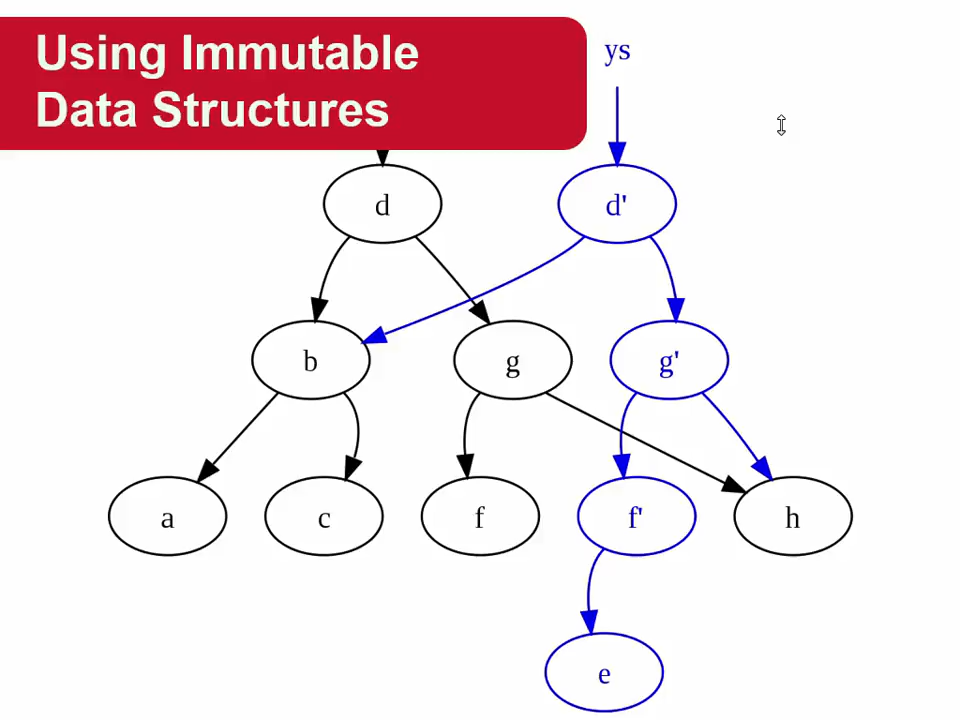 Using Immutable
Data Structures
ys
d
d'
b
g
g'
a
c
f
f'
h
e